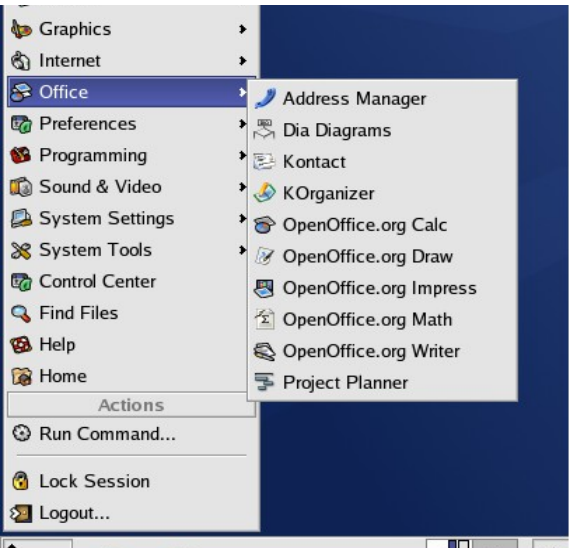 Graphics
Internet
Office
Preferences
Programming
Sound & Video
System Settings
System Tools
Control Center
Find Files
Help
Home
Actions
Run Command...
Lock Session
Logout...
Address Manager
Dia Diagrams
Kontact
KOrganizer
OpenOffice.org Calc
OpenOffice.org Draw
OpenOffice.org Impress
OpenOffice.org Math
OpenOffice.org Writer
Project Planner